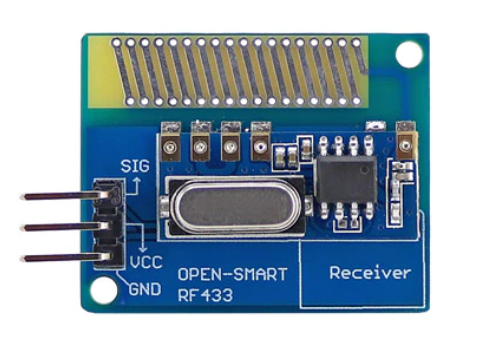 SIG
VCC
GND
OPEN-SMART
RF433
Receiver